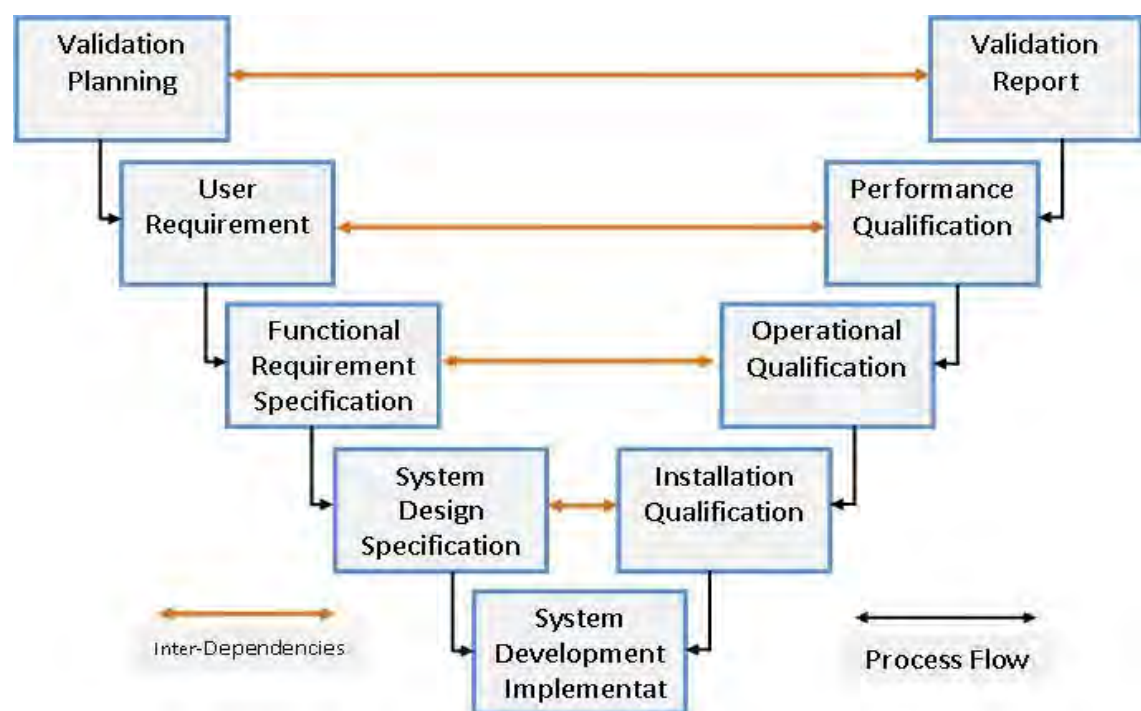 Validation
Planning
Validation
Report
User
Requirement
Performance
Qualification
Functional
Requirement
Specification
Operational
Qualification
System
Design
Specification
Installation
Qualification
System
Development
Implementat
Inter-Dependencies
Process Flow